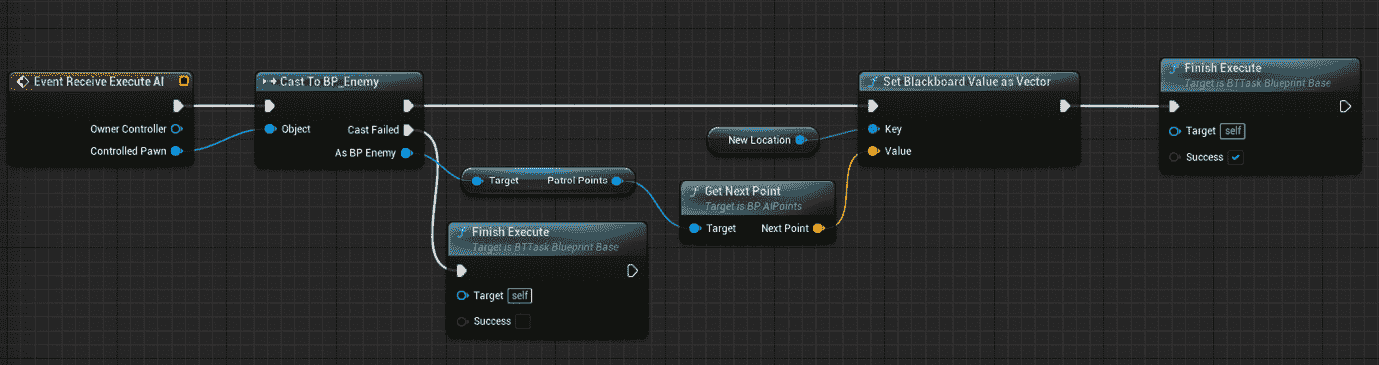 Event Receive Execute AI
Owner Controller
Controlled Pawn
Cast To BP_Enemy
Object
Cast Failed
As BP Enemy
Target Patrol Points
Finish Execute
Target is BTTask Blueprint Base
Target self
Success
New Location
Get Next Point
Target is BP AIPoints
Target Next Point
Set Blackboard Value as Vector
Key
Value
Finish Execute
Target is BTTask Blueprint Base
Target self
Success